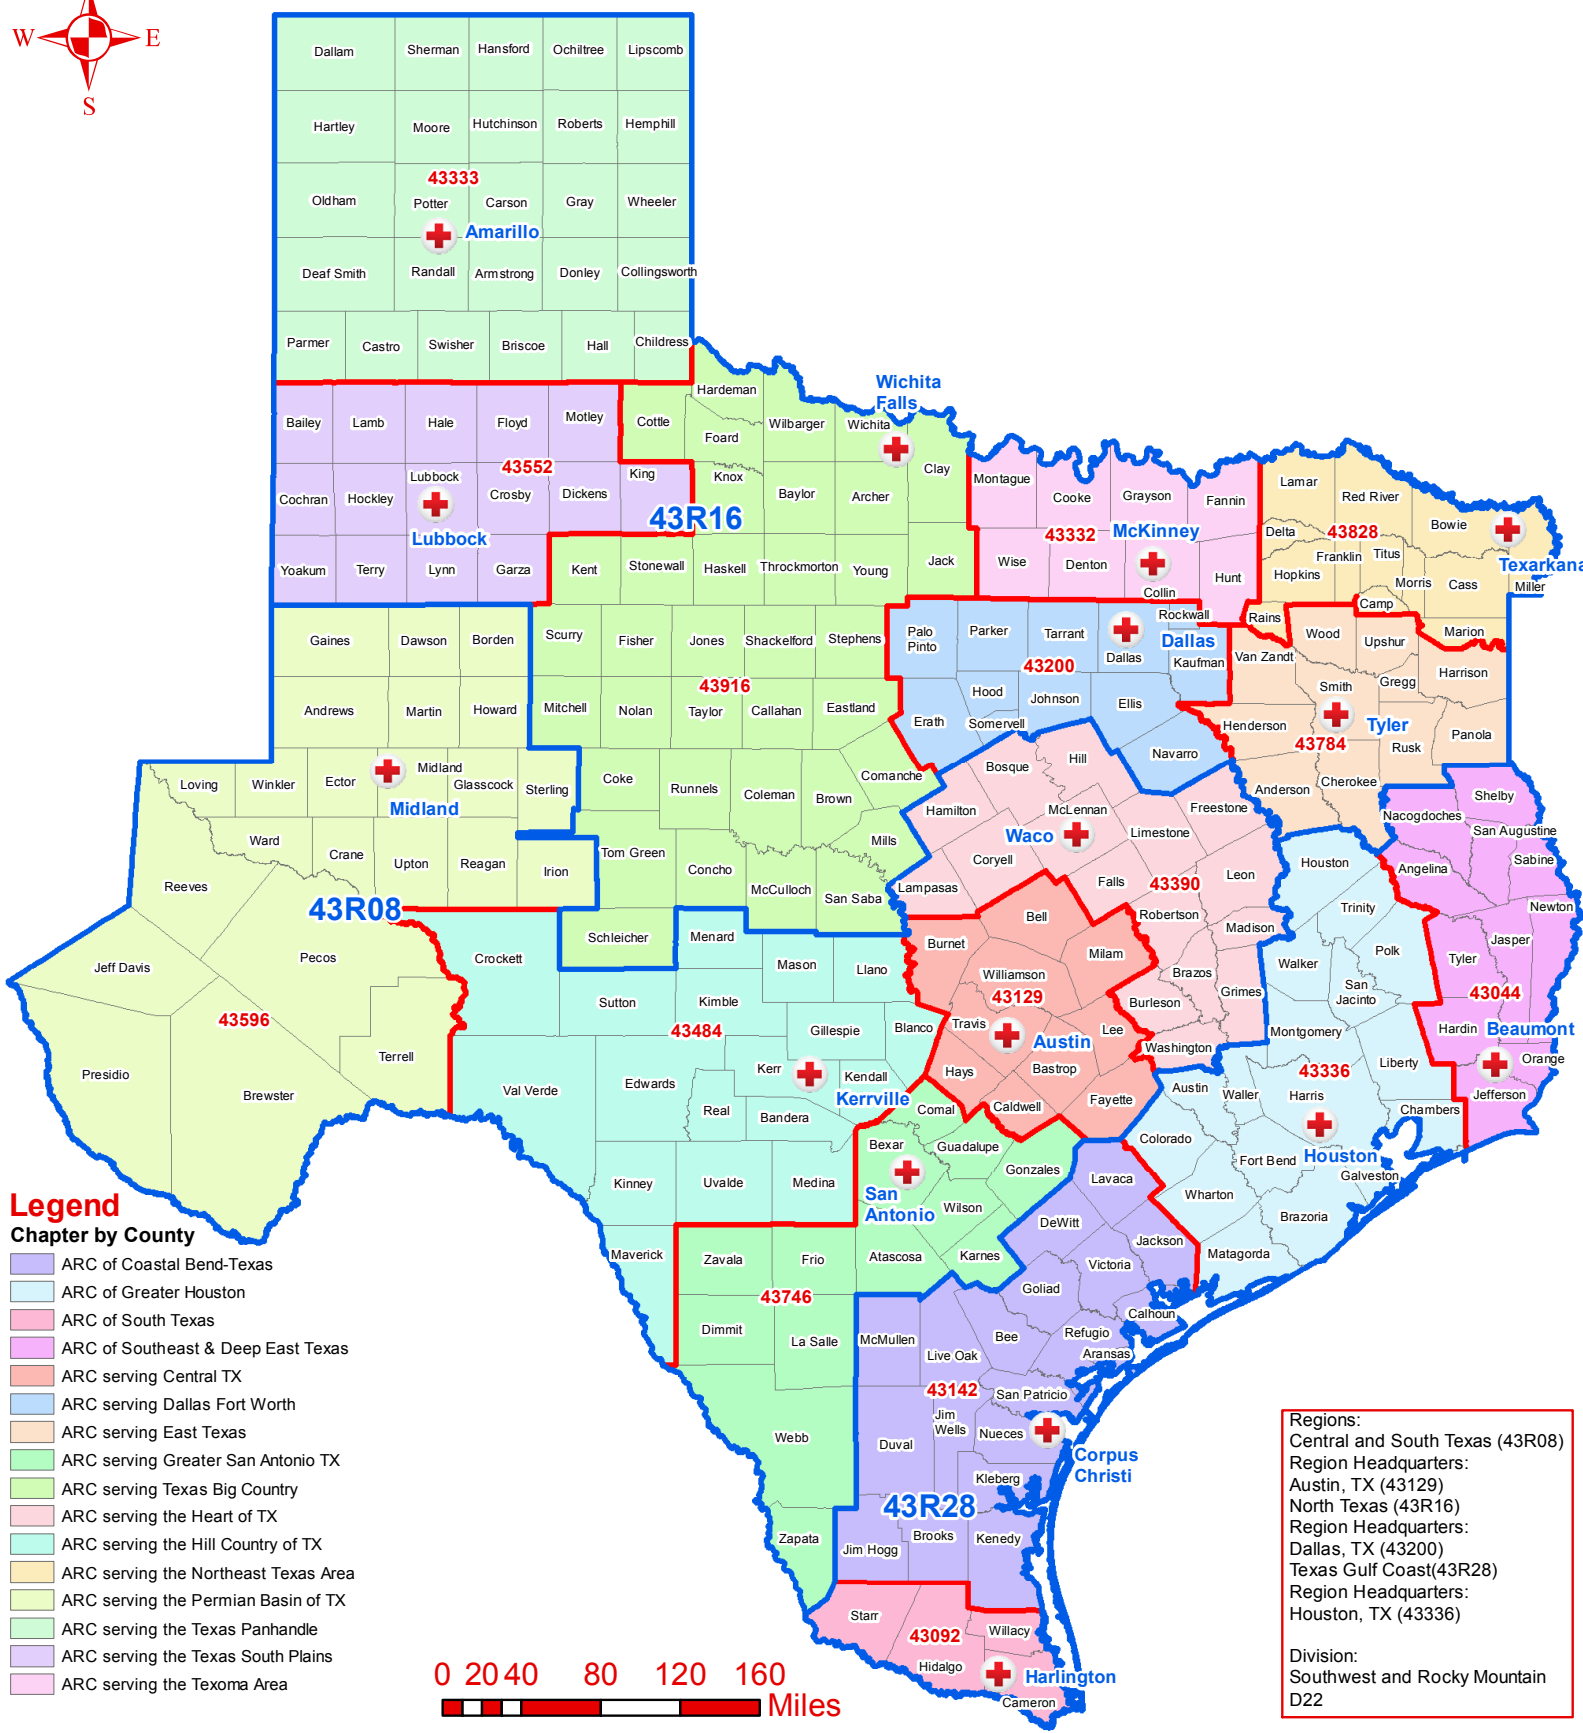 W E
S
Dallam Sherman Hansford Ochiltree Lipscomb
Hartley Moore Hutchinson Roberts Hemphill
43333
Oldham Potter Carson Gray Wheeler
Amarillo
Deaf Smith Randall Armstrong Donley Collingsworth
Parmer Castro Swisher Briscoe Hall Childress
Wichita
Falls
Hardeman
Bailey Lamb Hale Floyd Motley Cottle Foard Wilbarger Wichita
43552
Lubbock
Cochran Hockley Crosby Dickens King Knox Baylor Archer Clay
Lubbock
43R16
Yoakum Terry Lynn Garza Kent Stonewall Haskell Throckmorton Young Jack
Montague Cooke Grayson Fannin
43332 McKinney
Wise Denton Collin Hunt
Lamar Red River Bowie
Delta 43828
Franklin Titus Texarkana
Hopkins Morris Cass Miller
Camp
Rains Marion
Gaines Dawson Borden Scurry Fisher Jones Shackelford Stephens
43916
Andrews Martin Howard Mitchell Nolan Taylor Callahan Eastland
Palo
Pinto
Parker Tarrant Rockwall
Dallas
Dallas
Kaufman
43200
Hood Johnson Ellis
Erath Somervell Navarro
Wood Upshur
Van Zandt Smith Gregg Harrison
Henderson Tyler
43784 Rusk Panola
Anderson Cherokee
Loving Winkler Ector Midland Glasscock Sterling
Midland
Coke Runnels Coleman Brown Comanche
Ward Crane Upton Reagan Irion
Reeves
43R08
Tom Green Concho McCulloch San Saba Mills
Bosque Hill
Hamilton McLennan Freestone
Waco Limestone
Coryell Falls 43390 Leon
Lampasas Robertson Madison
Brazos Grimes
Burleson
Washington
Nacogdoches Shelby
San Augustine
Angelina Sabine
Newton
Jasper
Tyler
43044
Hardin Beaumont
Orange
Jefferson
Houston
Trinity
Polk
Walker San
Jacinto
Montgomery
Liberty
43336
Austin Waller Harris Chambers
Colorado Fort Bend Houston
Galveston
Wharton Brazoria
Matagorda
Burnet Bell
Milam
Williamson
43129
Travis Lee
Austin
Hays Bastrop
Caldwell Fayette
Jeff Davis Pecos
43596
Presidio Brewster Terrell
Schleicher Menard
Crockett Mason Llano
Sutton Kimble
43484 Gillespie Blanco
Val Verde Edwards Kerr Kendall
Kerrville
Real Bandera
Kinney Uvalde Medina
Maverick
Comal
Bexar Guadalupe
Gonzales
San
Antonio
Wilson
Zavala Frio Atascosa Karnes
43746
Dimmit La Salle
Webb
Zapata
Lavaca
DeWitt
Jackson
Victoria
Goliad
Calhoun
McMullen Live Oak Bee Refugio
Aransas
43142 San Patricio
Duval Jim
Wells
Nueces
Corpus
Christi
Kleberg
43R28
Jim Hogg Brooks Kenedy
Starr Willacy
43092
Hidalgo Harlington
Cameron
Legend
Chapter by County
ARC of Coastal Bend-Texas
ARC of Greater Houston
ARC of South Texas
ARC of Southeast & Deep East Texas
ARC serving Central TX
ARC serving Dallas Fort Worth
ARC serving East Texas
ARC serving Greater San Antonio TX
ARC serving Texas Big Country
ARC serving the Heart of TX
ARC serving the Hill Country of TX
ARC serving the Northeast Texas Area
ARC serving the Permian Basin of TX
ARC serving the Texas Panhandle
ARC serving the Texas South Plains
ARC serving the Texoma Area
0 20 40 80 120 160
Miles
Regions:
Central and South Texas (43R08)
Region Headquarters:
Austin, TX (43129)
North Texas (43R16)
Region Headquarters:
Dallas, TX (43200)
Texas Gulf Coast(43R28)
Region Headquarters:
Houston, TX (43336)
Division:
Southwest and Rocky Mountain
D22